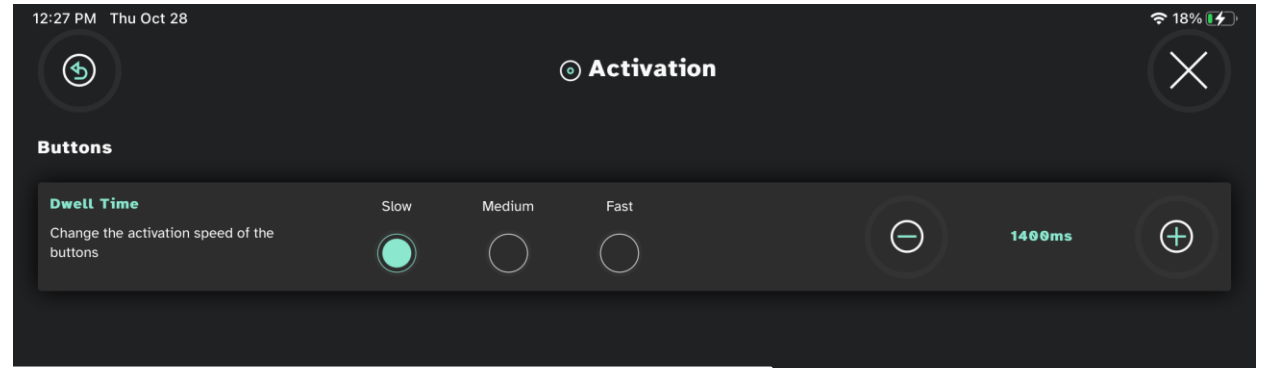 12:27 PM Thu Oct 28
18%
Activation
Buttons
Dwell Time
Change the activation speed of the
buttons
Slow Medium Fast
1400ms